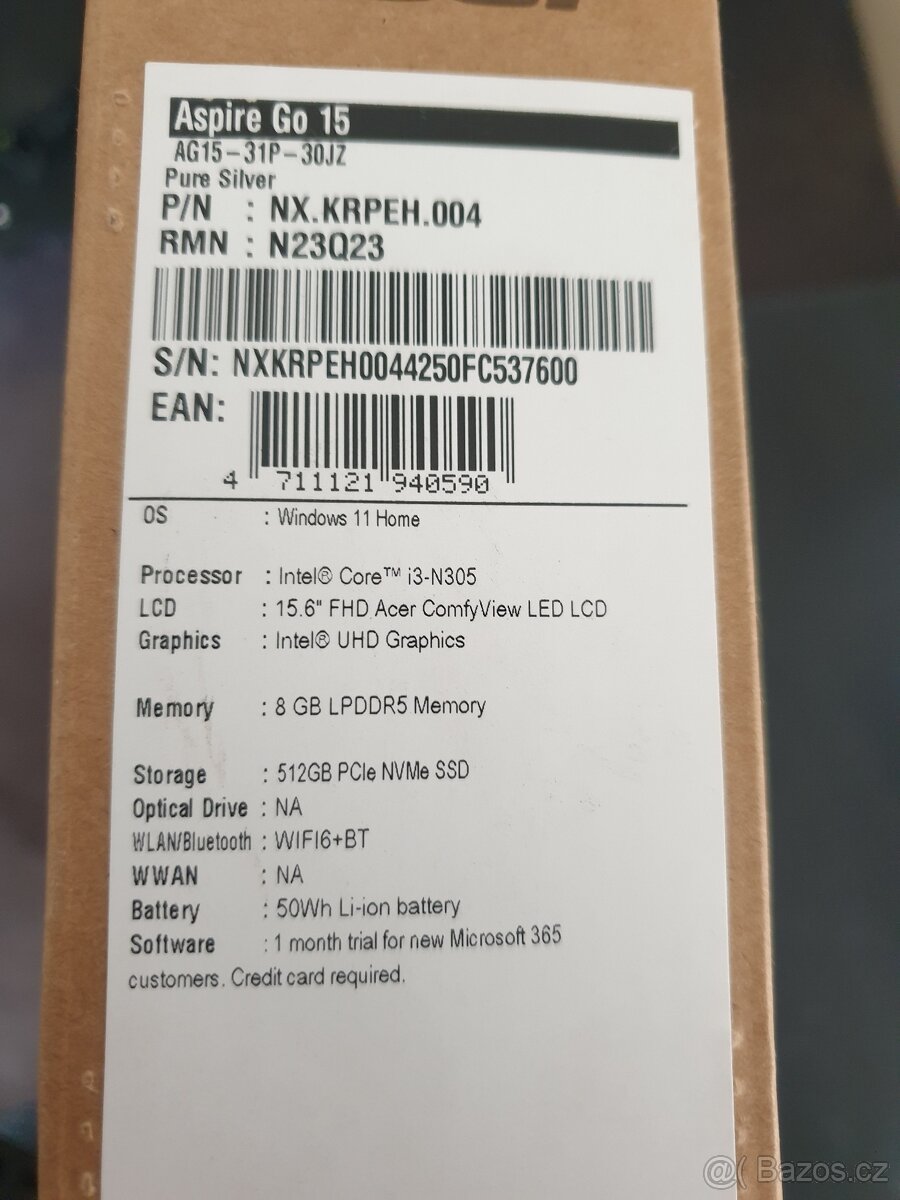 Aspire Go 15
AG15-31P-30JZ
Pure Silver
P/N : NX.KRPEH.004
RMN : N23Q23
S/N: NXKRPEH0044250FC537600
EAN:
4 711121 940590
OS : Windows 11 Home
Processor : Intel® Core™ i3-N305
LCD : 15.6" FHD Acer ComfyView LED LCD
Graphics : Intel® UHD Graphics
Memory : 8 GB LPDDR5 Memory
Storage : 512GB PCIe NVMe SSD
Optical Drive : NA
WLAN/Bluetooth : WIFI6+BT
WWAN : NA
Battery : 50Wh Li-ion battery
Software : 1 month trial for new Microsoft 365
customers. Credit card required.
@( Bazos.cz